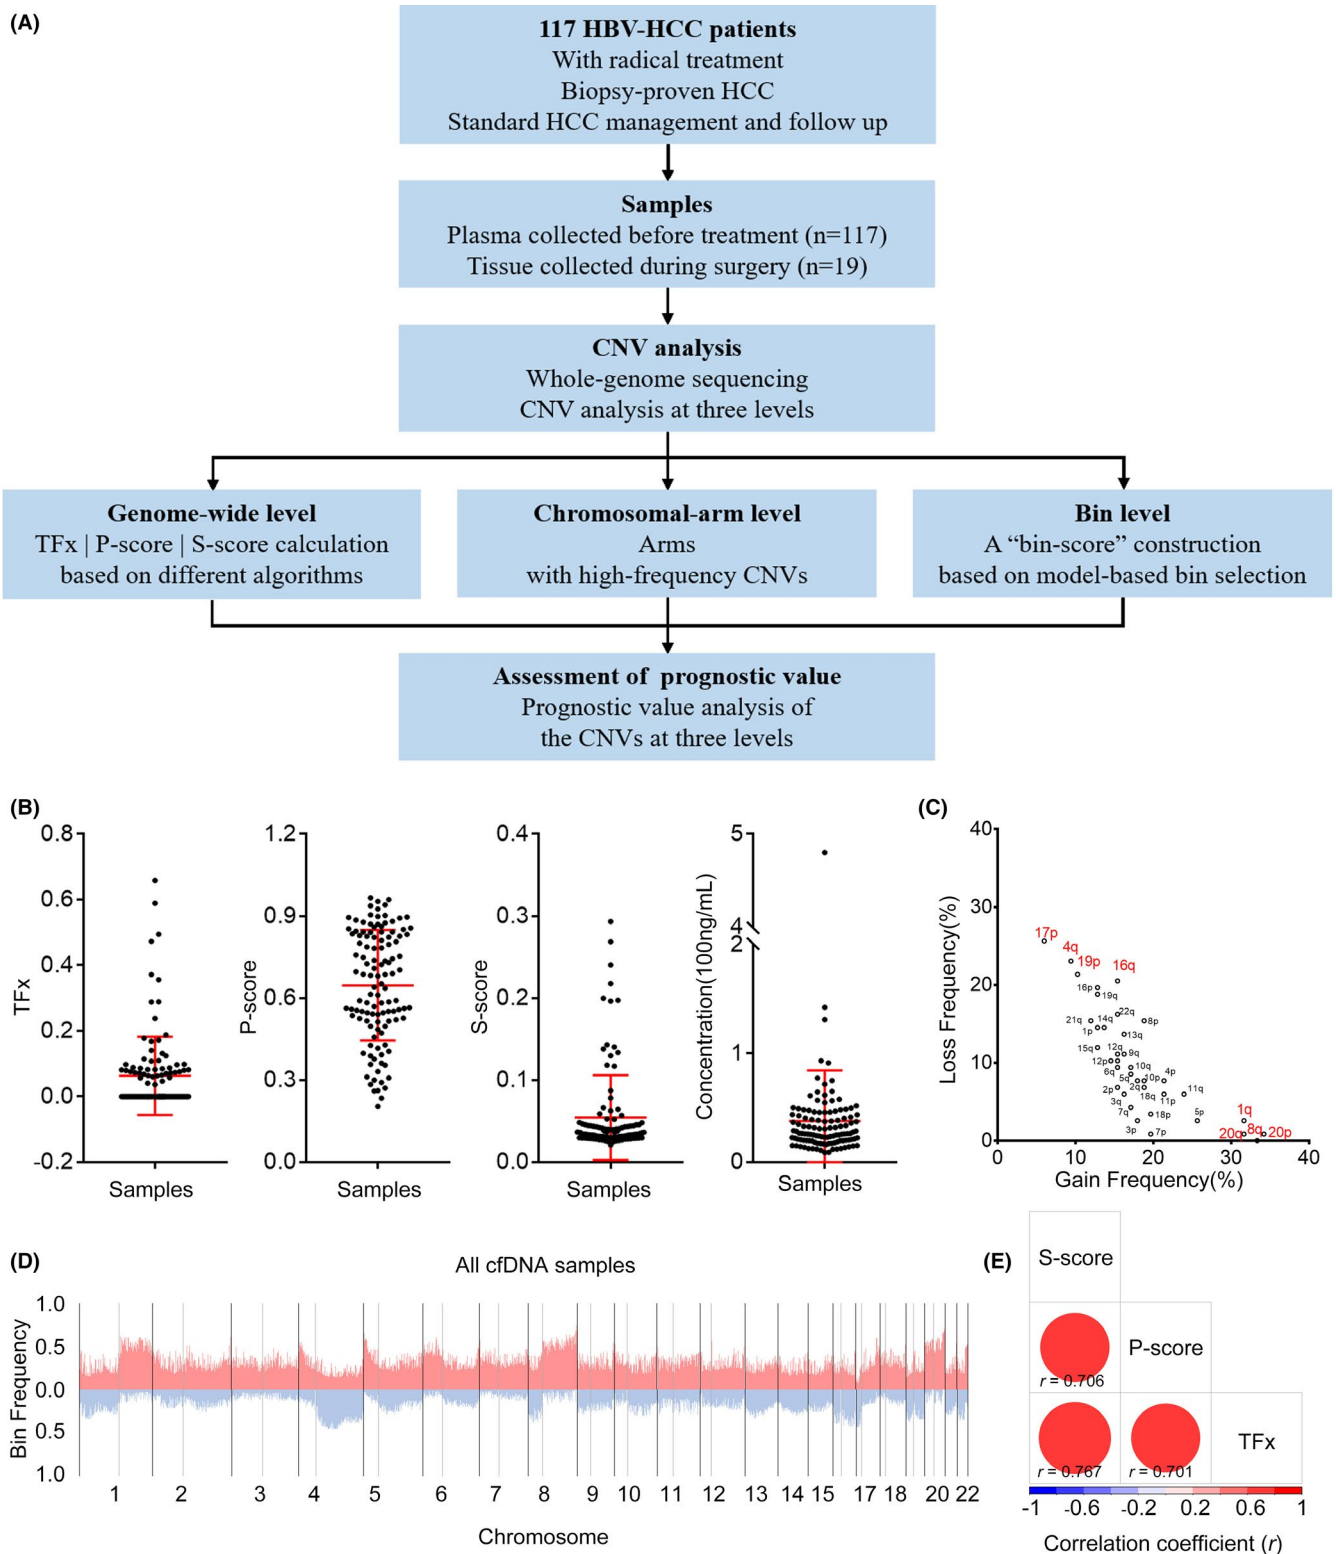 (A)
117 HBV-HCC patients
With radical treatment
Biopsy-proven HCC
Standard HCC management and follow up
Samples
Plasma collected before treatment (n=117)
Tissue collected during surgery (n=19)
CNV analysis
Whole-genome sequencing
CNV analysis at three levels
Genome-wide level
TFx | P-score | S-score calculation
based on different algorithms
Chromosomal-arm level
Arms
with high-frequency CNVs
Bin level
A “bin-score” construction
based on model-based bin selection
Assessment of prognostic value
Prognostic value analysis of
the CNVs at three levels
(B)
TFx
0.8
0.6
0.4
0.2
0.0
-0.2
Samples
P-score
1.2
0.9
0.6
0.3
0.0
Samples
S-score
0.4
0.3
0.2
0.1
0.0
Samples
Concentration(100ng/mL)
5
4
2
1
0
Samples
(C)
Loss Frequency(%)
40
30
20
10
0
17p
4q
19p
16q
16p
19q
22q
21q
14q
8p
1p
13q
15q
12q
9q
12p
6q
10q
5q
10p
4p
2p
2q
11q
3q
18q
11p
7q
18p
5p
3p
7p
1q
20q
8q
20p
0
10
20
30
40
Gain Frequency(%)
(D)
All cfDNA samples
Bin Frequency
1.0
0.5
0.0
0.5
1.0
1 2 3 4 5 6 7 8 9 10 11 12 13 14 15 17 18 20 22
Chromosome
(E)
S-score
P-score
r = 0.706
TFx
r = 0.767
r = 0.701
-1 -0.6 -0.2 0.2 0.6 1
Correlation coefficient (r)